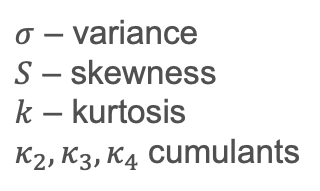 σ – variance
S – skewness
k – kurtosis
κ₂, κ₃, κ₄ cumulants